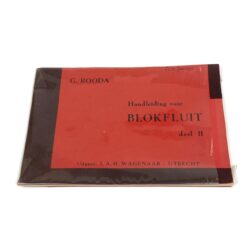 G. ROODA
Handleiding voor
BLOKFLUIT
deel II
Uitgave: J. A. H. WAGENAAR - UTRECHT